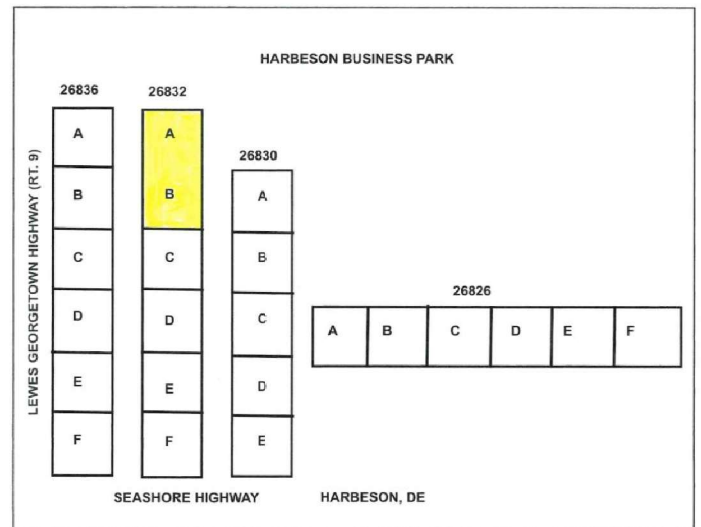 HARBESON BUSINESS PARK
26836
A
B
C
D
E
F
26832
A
B
C
D
E
F
26830
A
B
C
D
E
26826
A B C D E F
LEWES GEORGETOWN HIGHWAY (RT. 9)
SEASHORE HIGHWAY HARBESON, DE